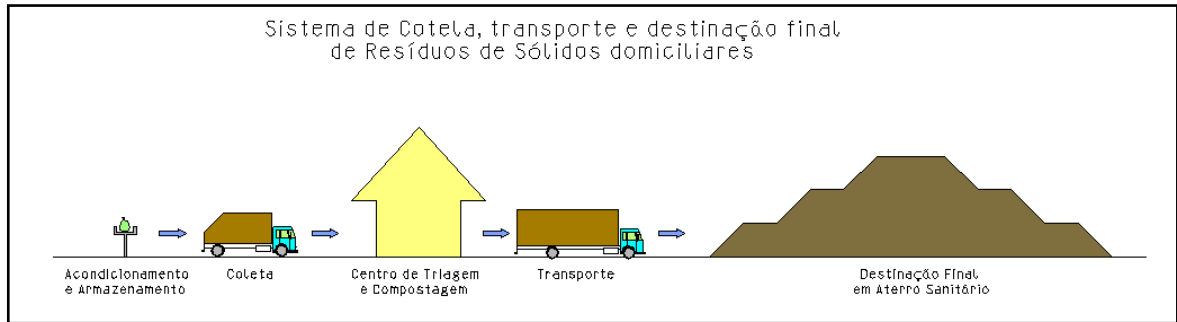 Sistema de Cotela, transporte e destinação final
de Resíduos de Sólidos domiciliares
Acondicionamento
e Armazenamento
Coleta
Centro de Triagem
e Compostagem
Transporte
Destinação Final
em Aterro Sanitário